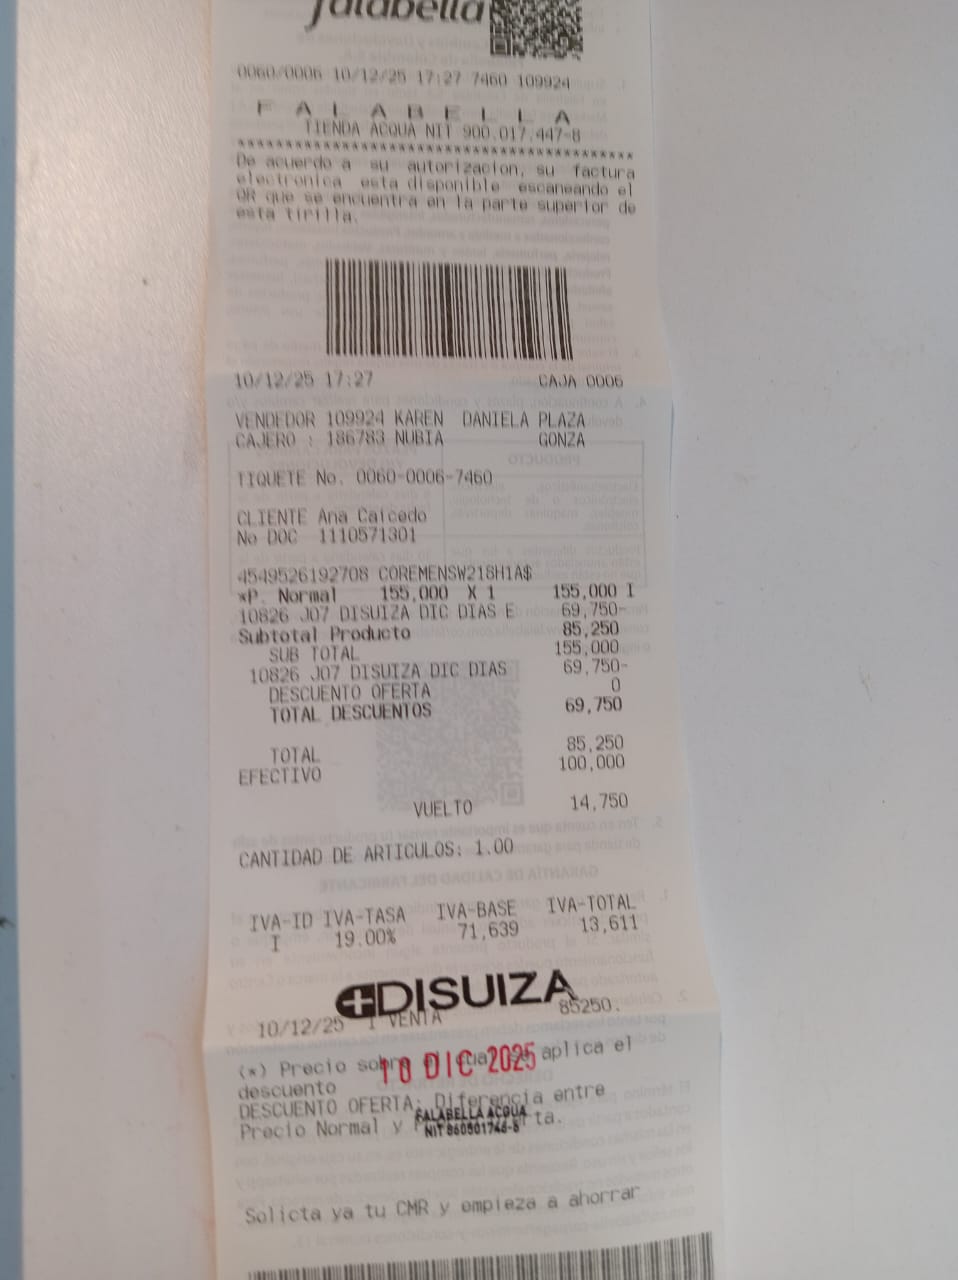 falabella
0060/0006 10/12/25 17:27 7460 109924
F A L A B E L L A
TIENDA ACQUA NIT 900.017.447-8
****************************************
De acuerdo a su autorizacion, su factura
electronica esta disponible escaneando el
QR que se encuentra en la parte superior de
esta tirilla.
10/12/25 17:27 CAJA 0006
VENDEDOR 109924 KAREN DANIELA PLAZA
CAJERO : 186783 NUBIA GONZA
TIQUETE No. 0060-0006-7460
CLIENTE Ana Caicedo
No DOC 1110571301
4549526192708 COREMENSW218H1A$
*P. Normal 155,000 X 1 155,000 I
10826 J07 DISUIZA DIC DIAS E 69,750-
Subtotal Producto 85,250
SUB TOTAL 155,000
10826 J07 DISUIZA DIC DIAS 69,750-
DESCUENTO OFERTA 0
TOTAL DESCUENTOS 69,750
TOTAL 85,250
EFECTIVO 100,000
VUELTO 14,750
CANTIDAD DE ARTICULOS: 1.00
IVA-ID IVA-TASA IVA-BASE IVA-TOTAL
I 19.00% 71,639 13,611
DISUIZA
10/12/25 1 VENTA 85250.
(*) Precio sobre el cual se aplica el
10 DIC 2025
descuento
DESCUENTO OFERTA: Diferencia entre
FALABELLA ACQUA
Precio Normal y
NIT 860501746-8
Solicta ya tu CMR y empieza a ahorrar